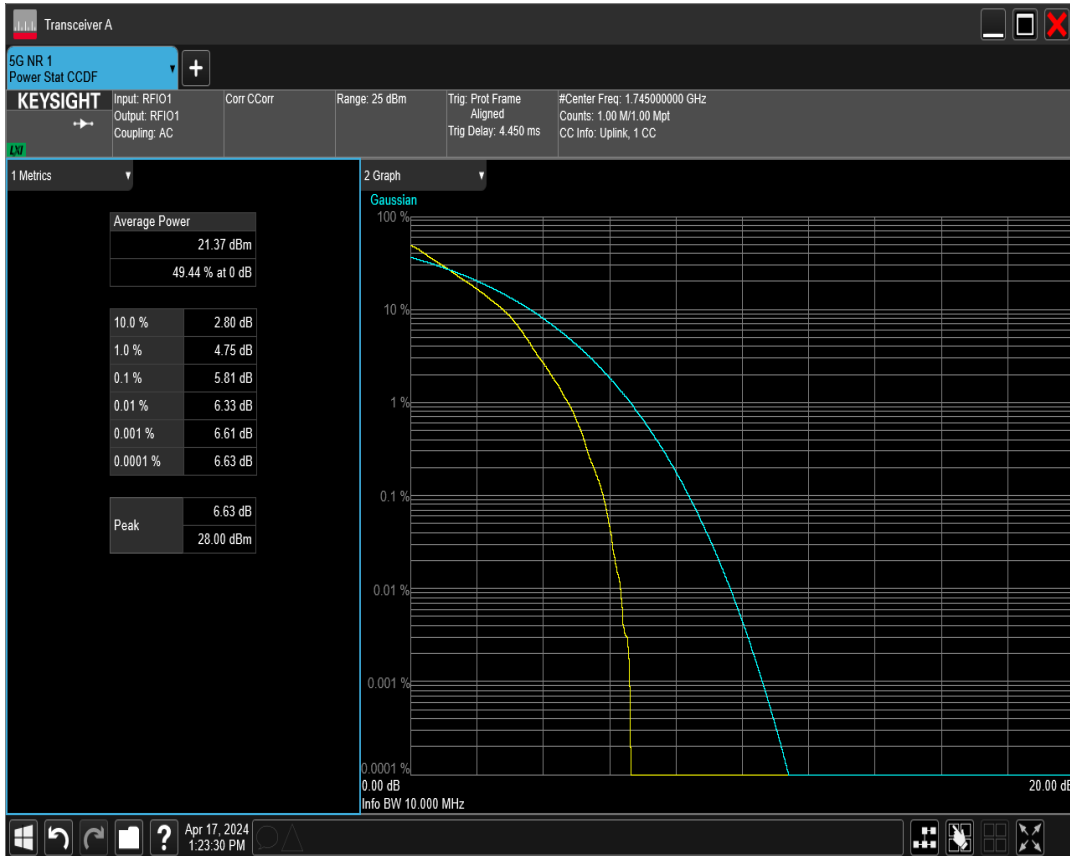 Transceiver A
5G NR 1
Power Stat CCDF
+
KEYSIGHT
LXI
Input: RFIO1
Output: RFIO1
Coupling: AC
Corr CCorr
Range: 25 dBm
Trig: Prot Frame
Aligned
Trig Delay: 4.450 ms
#Center Freq: 1.745000000 GHz
Counts: 1.00 M/1.00 Mpt
CC Info: Uplink, 1 CC
1 Metrics
Average Power
21.37 dBm
49.44 % at 0 dB
10.0 % 2.80 dB
1.0 % 4.75 dB
0.1 % 5.81 dB
0.01 % 6.33 dB
0.001 % 6.61 dB
0.0001 % 6.63 dB
Peak 6.63 dB
28.00 dBm
2 Graph
Gaussian
100 %
10 %
1 %
0.1 %
0.01 %
0.001 %
0.0001 %
0.00 dB 20.00 dB
Info BW 10.000 MHz
? Apr 17, 2024
1:23:30 PM